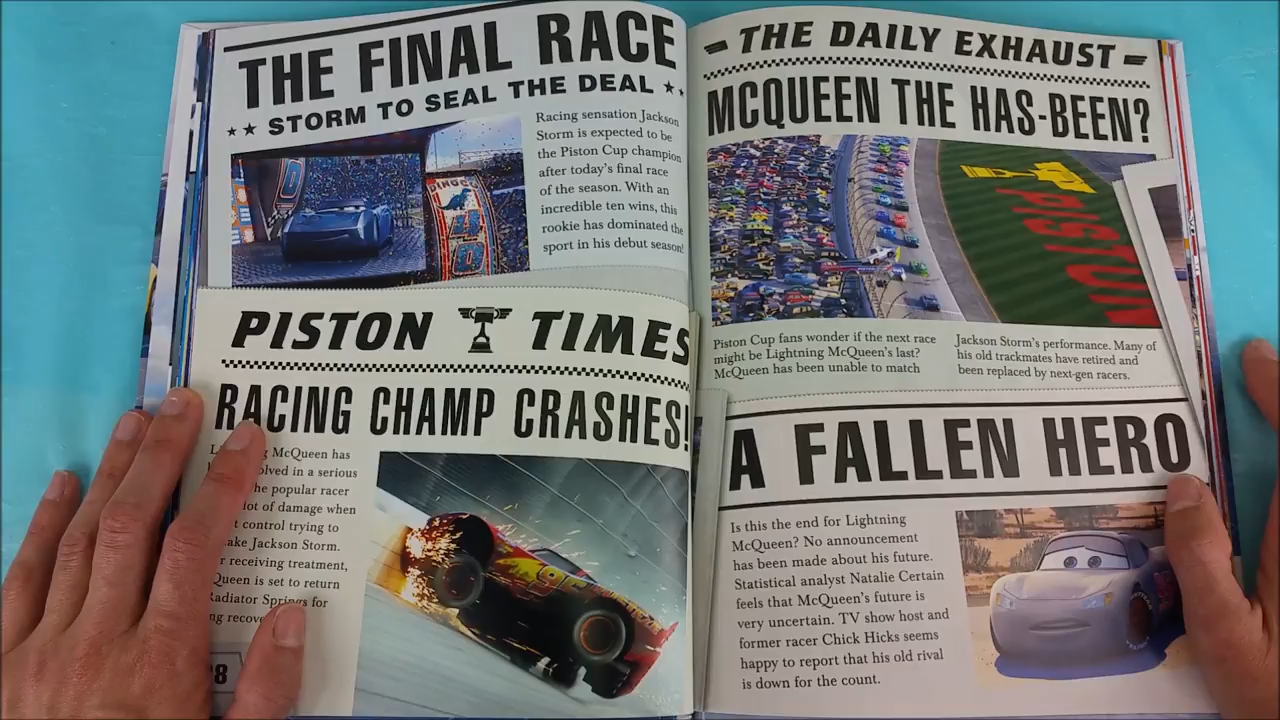 THE FINAL RACE
STORM TO SEAL THE DEAL
Racing sensation Jackson
Storm is expected to be
the Piston Cup champion
after today's final race
of the season. With an
incredible ten wins, this
rookie has dominated the
sport in his debut season!
PISTON TIMES
RACING CHAMP CRASHES!
McQueen has
in a serious
he popular racer
lot of damage when
control trying to
Jackson Storm.
receiving treatment,
Queen is set to return
Radiator Springs for
98
THE DAILY EXHAUST
MCQUEEN THE HAS-BEEN?
PISTON
Piston Cup fans wonder if the next race
might be Lightning McQueen's last?
McQueen has been unable to match
Jackson Storm's performance. Many of
his old trackmates have retired and
been replaced by next-gen racers.
A FALLEN HERO
Is this the end for Lightning
McQueen? No announcement
has been made about his future.
Statistical analyst Natalie Certain
feels that McQueen's future is
very uncertain. TV show host and
former racer Chick Hicks seems
happy to report that his old rival
is down for the count.